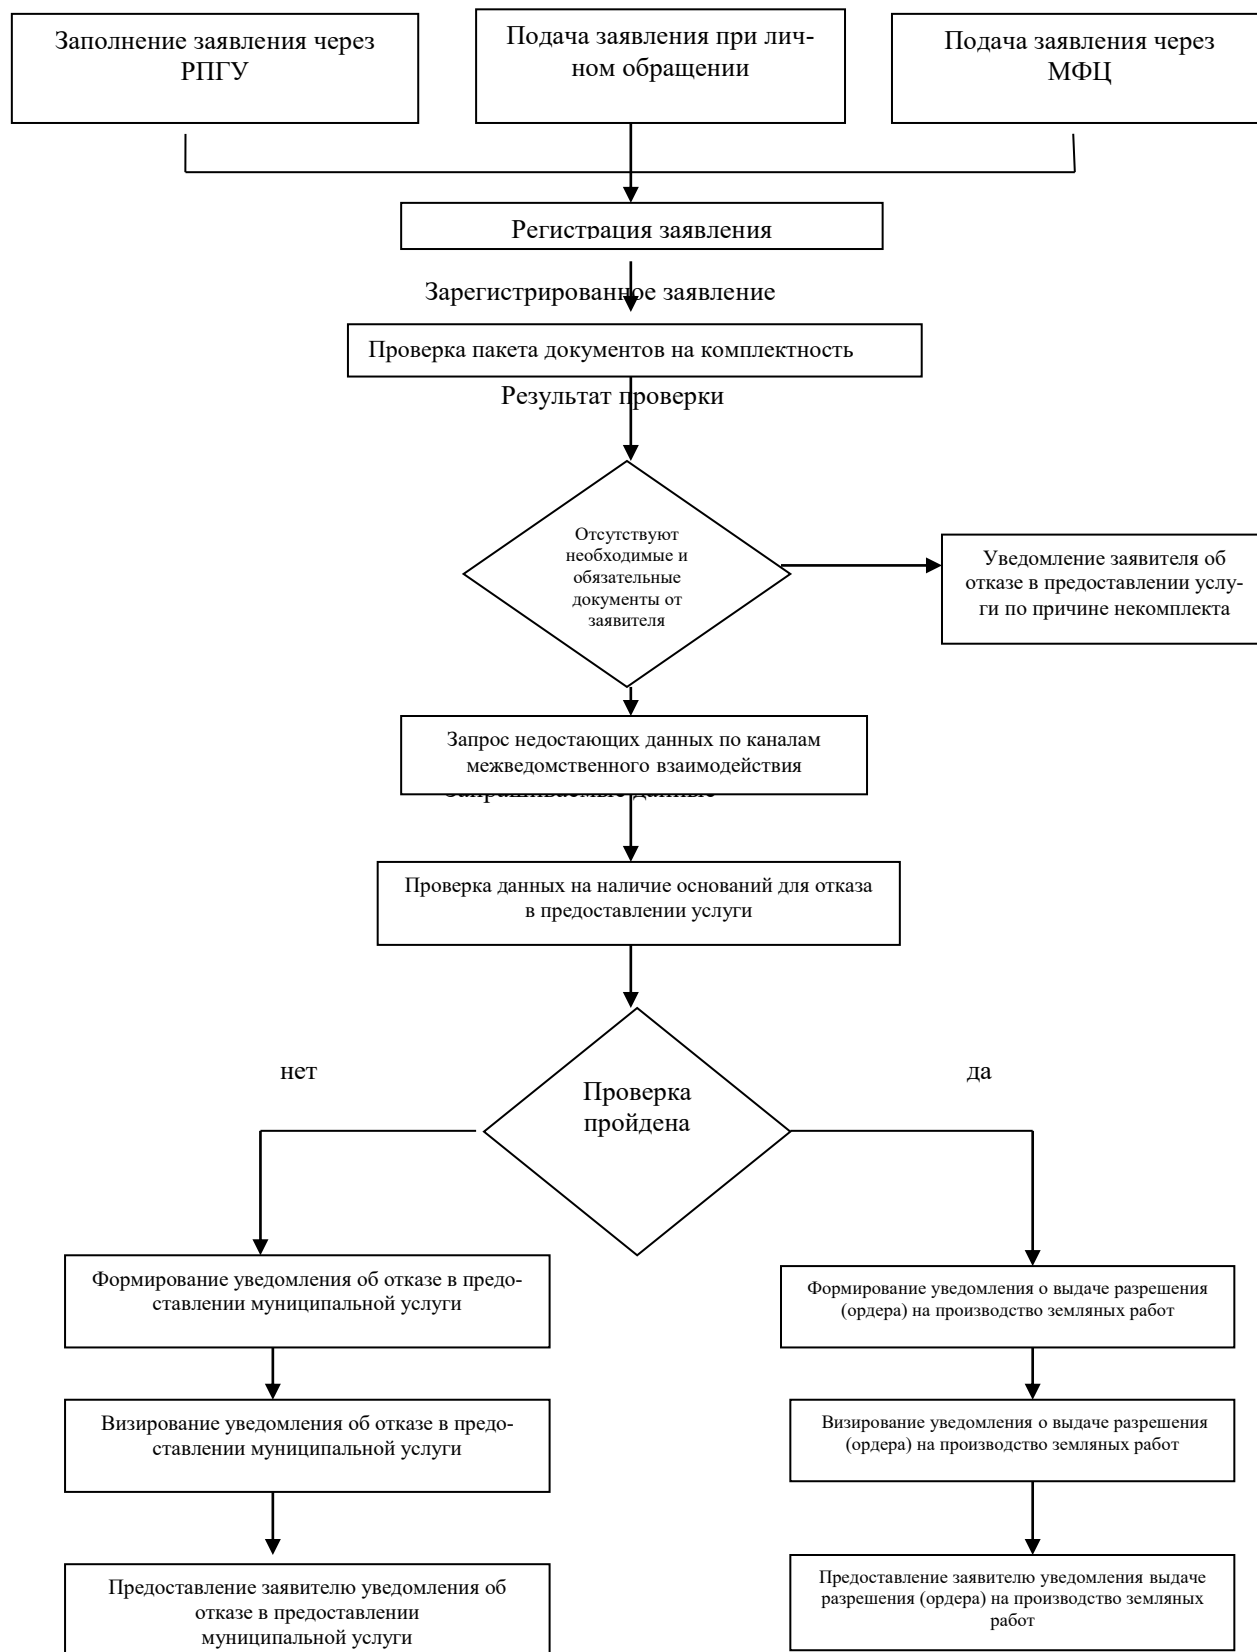 Заполнение заявления через
РПГУ
Подача заявления при лич-
ном обращении
Подача заявления через
МФЦ
Регистрация заявления
Зарегистрированное заявление
Проверка пакета документов на комплектность
Результат проверки
Отсутствуют
необходимые и
обязательные
документы от
заявителя
Уведомление заявителя об
отказе в предоставлении услу-
ги по причине некомплекта
Запрос недостающих данных по каналам
межведомственного взаимодействия
Запрашиваемые данные
Проверка данных на наличие оснований для отказа
в предоставлении услуги
нет
да
Проверка
пройдена
Формирование уведомления об отказе в предо-
ставлении муниципальной услуги
Формирование уведомления о выдаче разрешения
(ордера) на производство земляных работ
Визирование уведомления об отказе в предо-
ставлении муниципальной услуги
Визирование уведомления о выдаче разрешения
(ордера) на производство земляных работ
Предоставление заявителю уведомления об
отказе в предоставлении
муниципальной услуги
Предоставление заявителю уведомления выдаче
разрешения (ордера) на производство земляных
работ